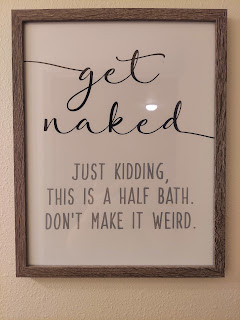 get
naked
JUST KIDDING,
THIS IS A HALF BATH.
DON'T MAKE IT WEIRD.